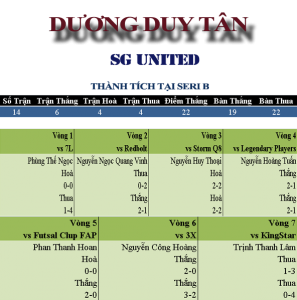 DƯƠNG DUY TÂN
SG UNITED
THÀNH TÍCH TẠI SERI B
Số Trận Trận Thắng Trận Hoà Trận Thua Điểm Thắng Bàn Thắng Bàn Thua
14 6 4 4 22 19 22
Vòng 1 Vòng 2 Vòng 3 Vòng 4
vs 7L vs Redbolt vs Storm Q8 vs Legendary Players
Phùng Thế Ngọc Nguyễn Ngọc Quang Vinh Nguyễn Huy Thoại Nguyễn Hoàng Tuấn
Hoà Thua Hoà Thắng
0-0 0-2 2-2 2-1
Thua Thắng Thắng Thắng
1-4 2-1 2-1 2-1
Vòng 5 Vòng 6 Vòng 7
vs Futsal Clup FAP vs 3X vs KingStar
Phan Thanh Hoan Nguyễn Công Hoàng Trịnh Thanh Lâm
Hoà Thắng Thua
0-0 2-0 1-3
Thắng Thắng Thua
2-0 3-2 0-4